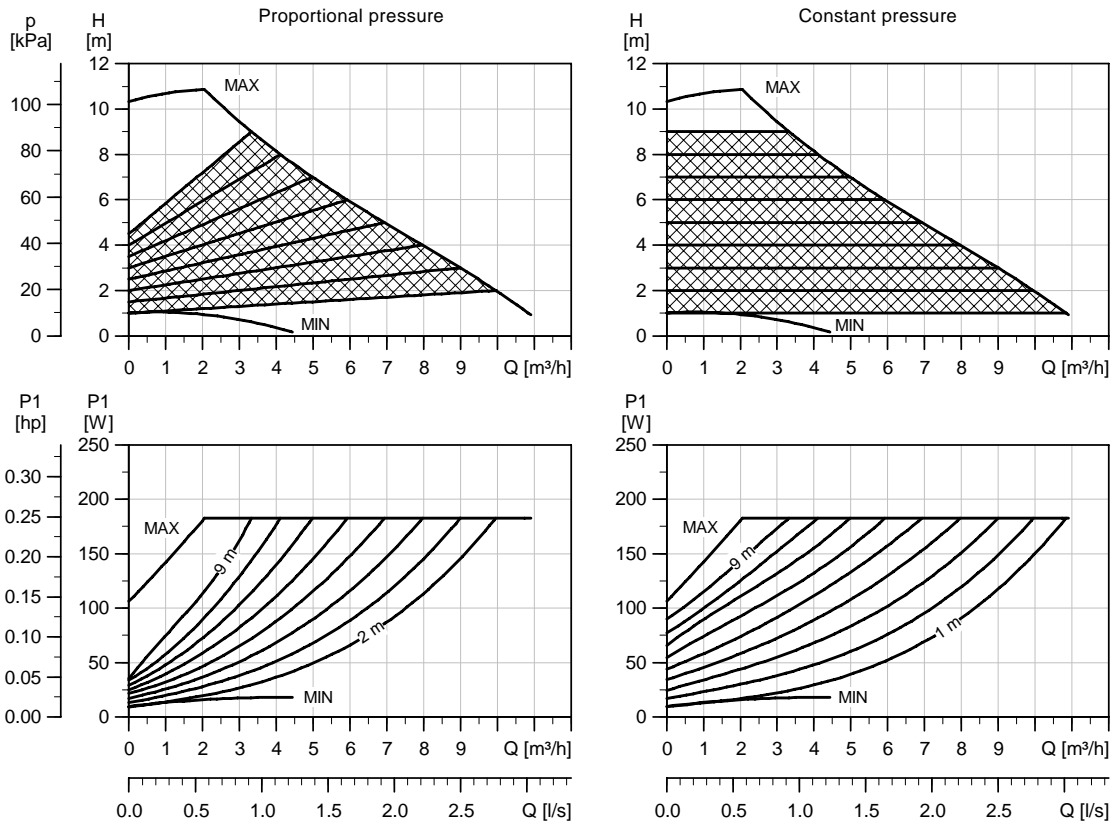 Proportional pressure
p
[kPa]
H
[m]
12
10
8
6
4
2
0
100
80
60
40
20
0
MAX
MIN
0 1 2 3 4 5 6 7 8 9 Q [m³/h]
Constant pressure
H
[m]
12
10
8
6
4
2
0
MAX
MIN
0 1 2 3 4 5 6 7 8 9 Q [m³/h]
P1
[hp]
P1
[W]
0.30
0.25
0.20
0.15
0.10
0.05
0.00
250
200
150
100
50
0
MAX
9 m
2 m
MIN
0 1 2 3 4 5 6 7 8 9 Q [m³/h]
0.0 0.5 1.0 1.5 2.0 2.5 Q [l/s]
P1
[W]
250
200
150
100
50
0
MAX
9 m
1 m
MIN
0 1 2 3 4 5 6 7 8 9 Q [m³/h]
0.0 0.5 1.0 1.5 2.0 2.5 Q [l/s]